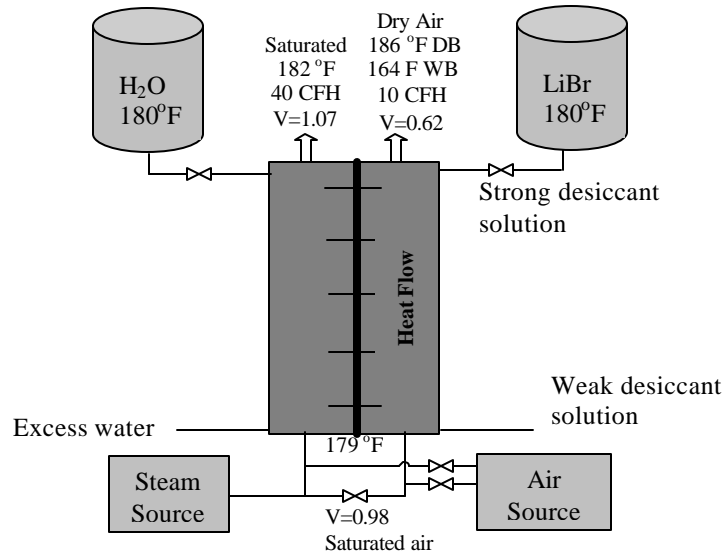 H₂O
180°F
Saturated
182 °F
40 CFH
V=1.07
Dry Air
186 °F DB
164 F WB
10 CFH
V=0.62
LiBr
180°F
Strong desiccant
solution
Heat Flow
Weak desiccant
solution
Excess water
179 °F
Steam
Source
Air
Source
V=0.98
Saturated air